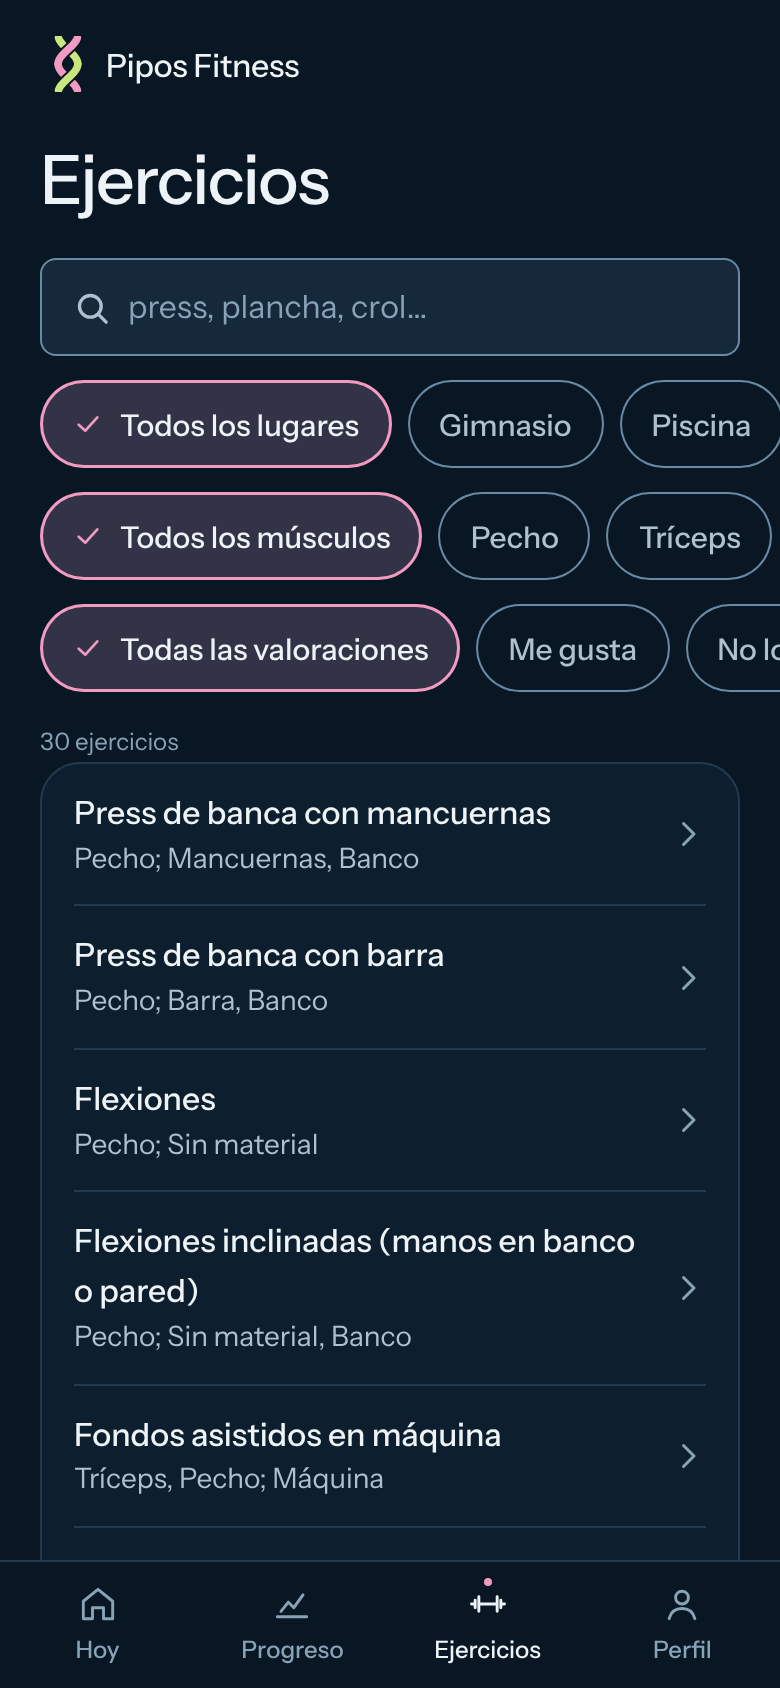 Pipos Fitness
Ejercicios
press, plancha, crol...
Todos los lugares Gimnasio Piscina
Todos los músculos Pecho Tríceps
Todas las valoraciones Me gusta No lo
30 ejercicios
Press de banca con mancuernas
Pecho; Mancuernas, Banco
Press de banca con barra
Pecho; Barra, Banco
Flexiones
Pecho; Sin material
Flexiones inclinadas (manos en banco
o pared)
Pecho; Sin material, Banco
Fondos asistidos en máquina
Tríceps, Pecho; Máquina
Hoy Progreso Ejercicios Perfil